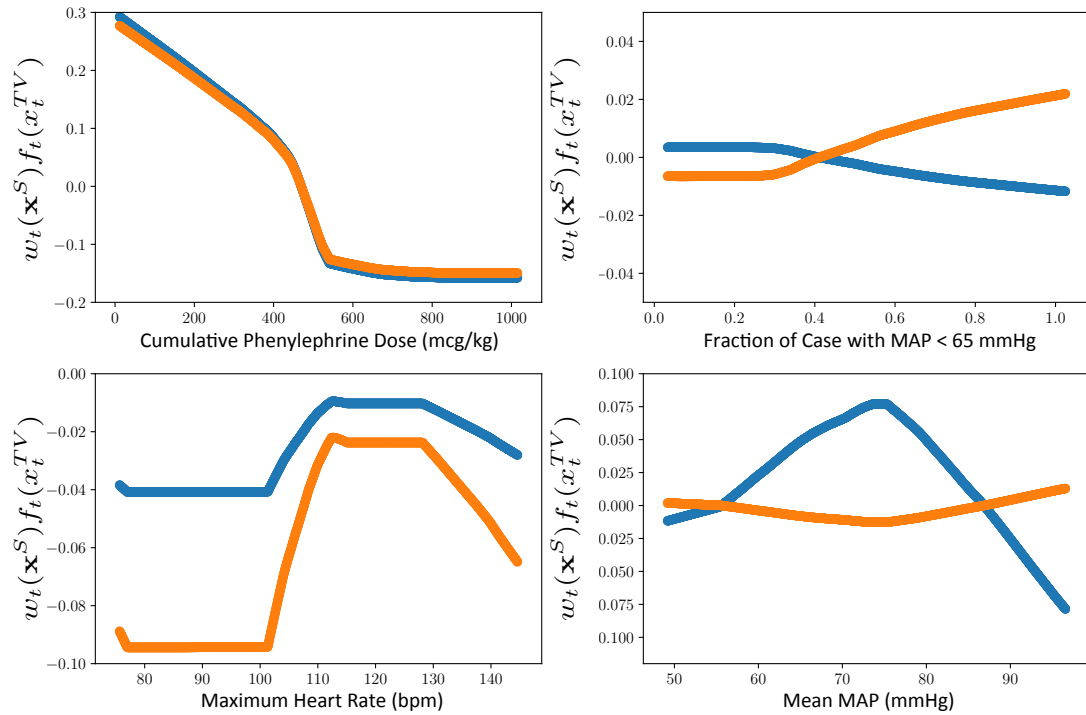 0.3
0.2
0.1
0.0
−0.1
−0.2
0 200 400 600 800 1000
w_t(x^S) f_t(x_t^{TV})
Cumulative Phenylephrine Dose (mcg/kg)
0.04
0.02
0.00
−0.02
−0.04
0.0 0.2 0.4 0.6 0.8 1.0
w_t(x^S) f_t(x_t^{TV})
Fraction of Case with MAP < 65 mmHg
0.00
−0.02
−0.04
−0.06
−0.08
−0.10
80 90 100 110 120 130 140
w_t(x^S) f_t(x_t^{TV})
Maximum Heart Rate (bpm)
0.100
0.075
0.050
0.025
0.000
0.025
0.050
0.075
0.100
50 60 70 80 90
w_t(x^S) f_t(x_t^{TV})
Mean MAP (mmHg)